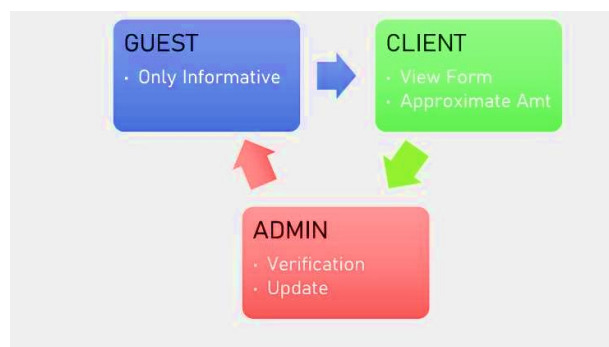 GUEST
· Only Informative
CLIENT
· View Form
· Approximate Amt
ADMIN
· Verification
· Update